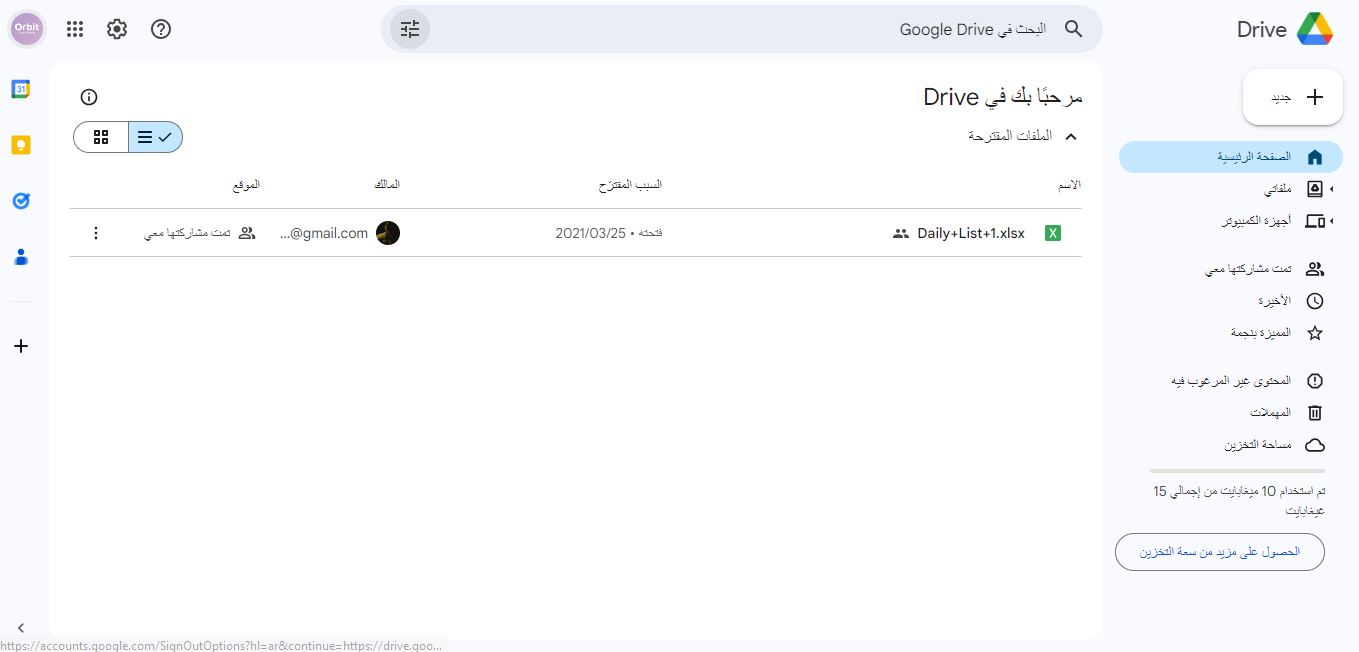 Drive
البحث في Google Drive
Orbit
جديد
الصفحة الرئيسية
ملفاتي
أجهزة الكمبيوتر
تمت مشاركتها معي
الأخيرة
المميزة بنجمة
المحتوى غير المرغوب فيه
المهملات
مساحة التخزين
تم استخدام 10 ميغابايت من إجمالي 15
غيغابايت
الحصول على مزيد من سعة التخزين
مرحبًا بك في Drive
الملفات المقترحة
الاسم السبب المقترَح المالك الموقع
Daily+List+1.xlsx فتحته • 2021/03/25 ...@gmail.com تمت مشاركتها معي
31
https://accounts.google.com/SignOutOptions?hl=ar&continue=https://drive.goo...